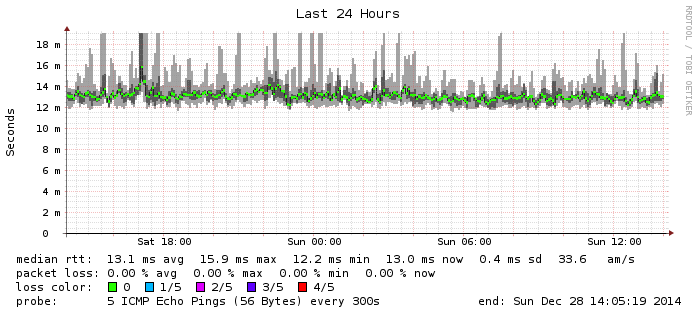 Last 24 Hours
RRDTOOL / TOBI OETIKER
Seconds
18 m
16 m
14 m
12 m
10 m
8 m
6 m
4 m
2 m
0
Sat 18:00 Sun 00:00 Sun 06:00 Sun 12:00
median rtt: 13.1 ms avg 15.9 ms max 12.2 ms min 13.0 ms now 0.4 ms sd 33.6 am/s
packet loss: 0.00 % avg 0.00 % max 0.00 % min 0.00 % now
loss color: 0 1/5 2/5 3/5 4/5
probe: 5 ICMP Echo Pings (56 Bytes) every 300s end: Sun Dec 28 14:05:19 2014